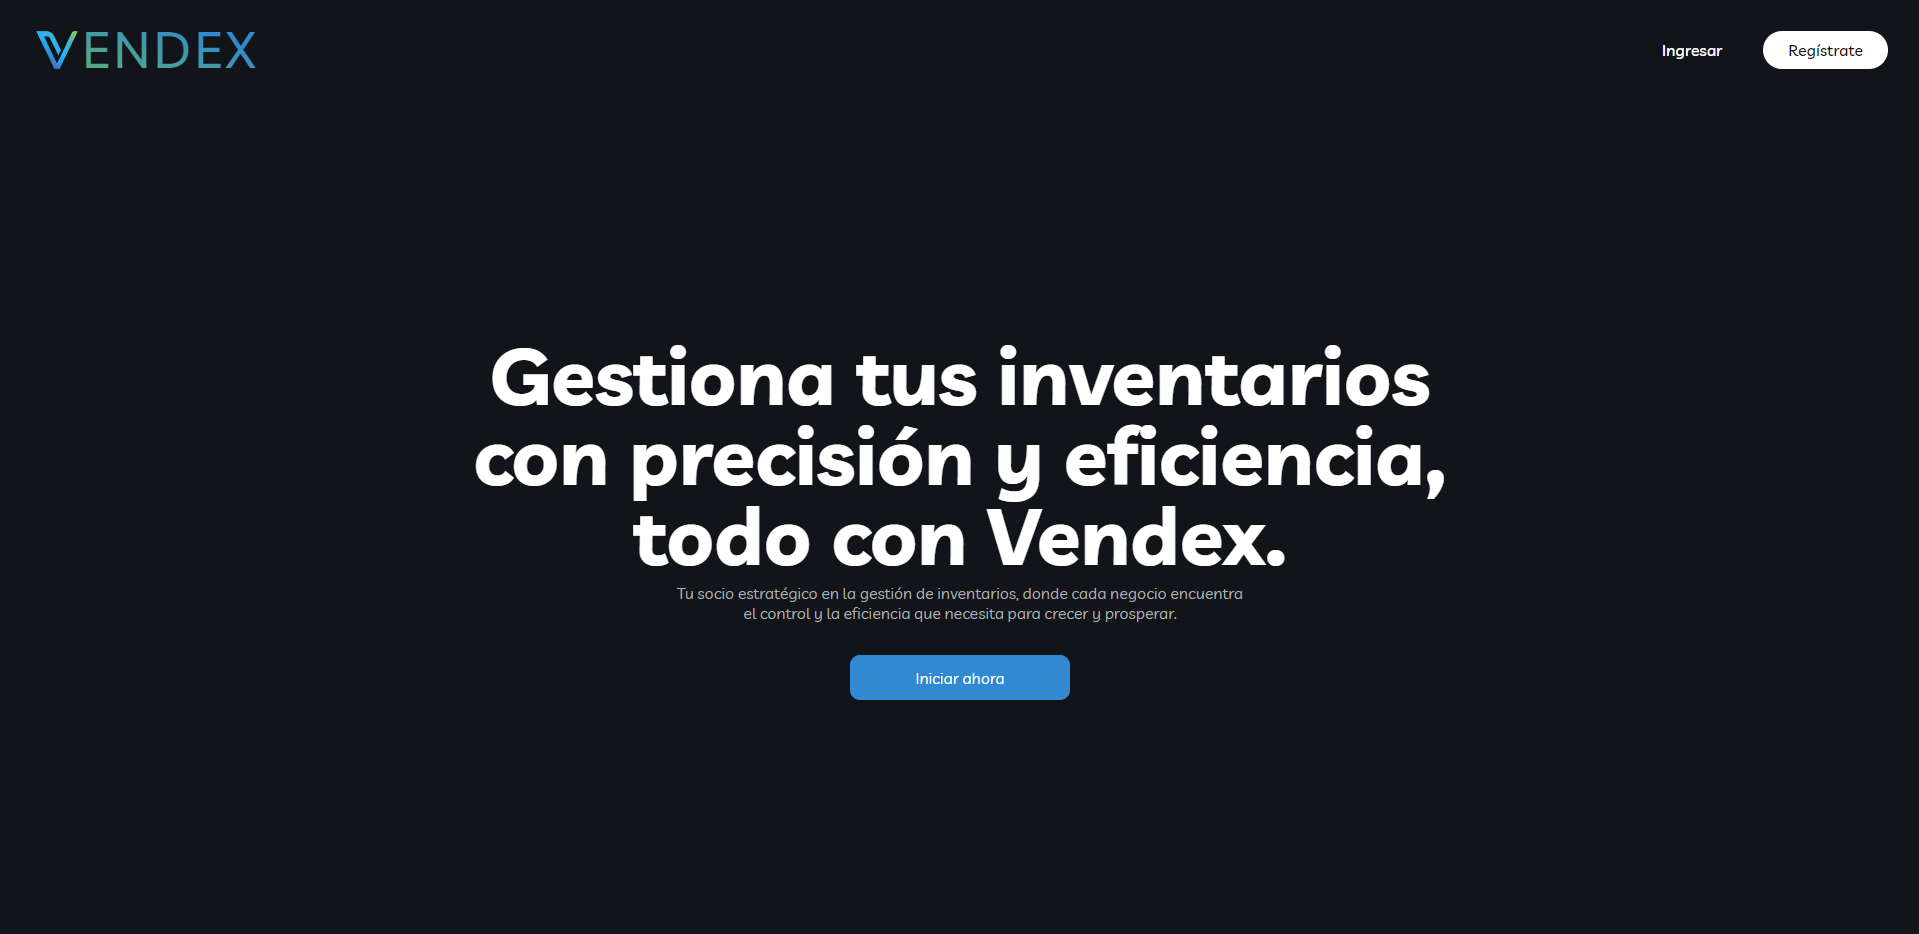 VENDEX
Ingresar
Regístrate
Gestiona tus inventarios
con precisión y eficiencia,
todo con Vendex.
Tu socio estratégico en la gestión de inventarios, donde cada negocio encuentra
el control y la eficiencia que necesita para crecer y prosperar.
Iniciar ahora